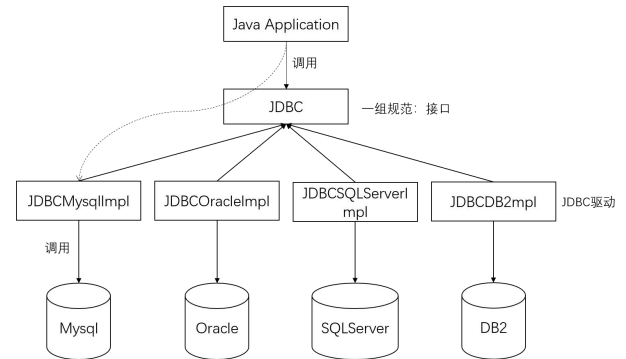 Java Application
调用
JDBC
一组规范：接口
JDBCMysqlImpl
JDBCOracleImpl
JDBCSQLServerI
mpl
JDBCDB2mpl
JDBC驱动
调用
Mysql
Oracle
SQLServer
DB2